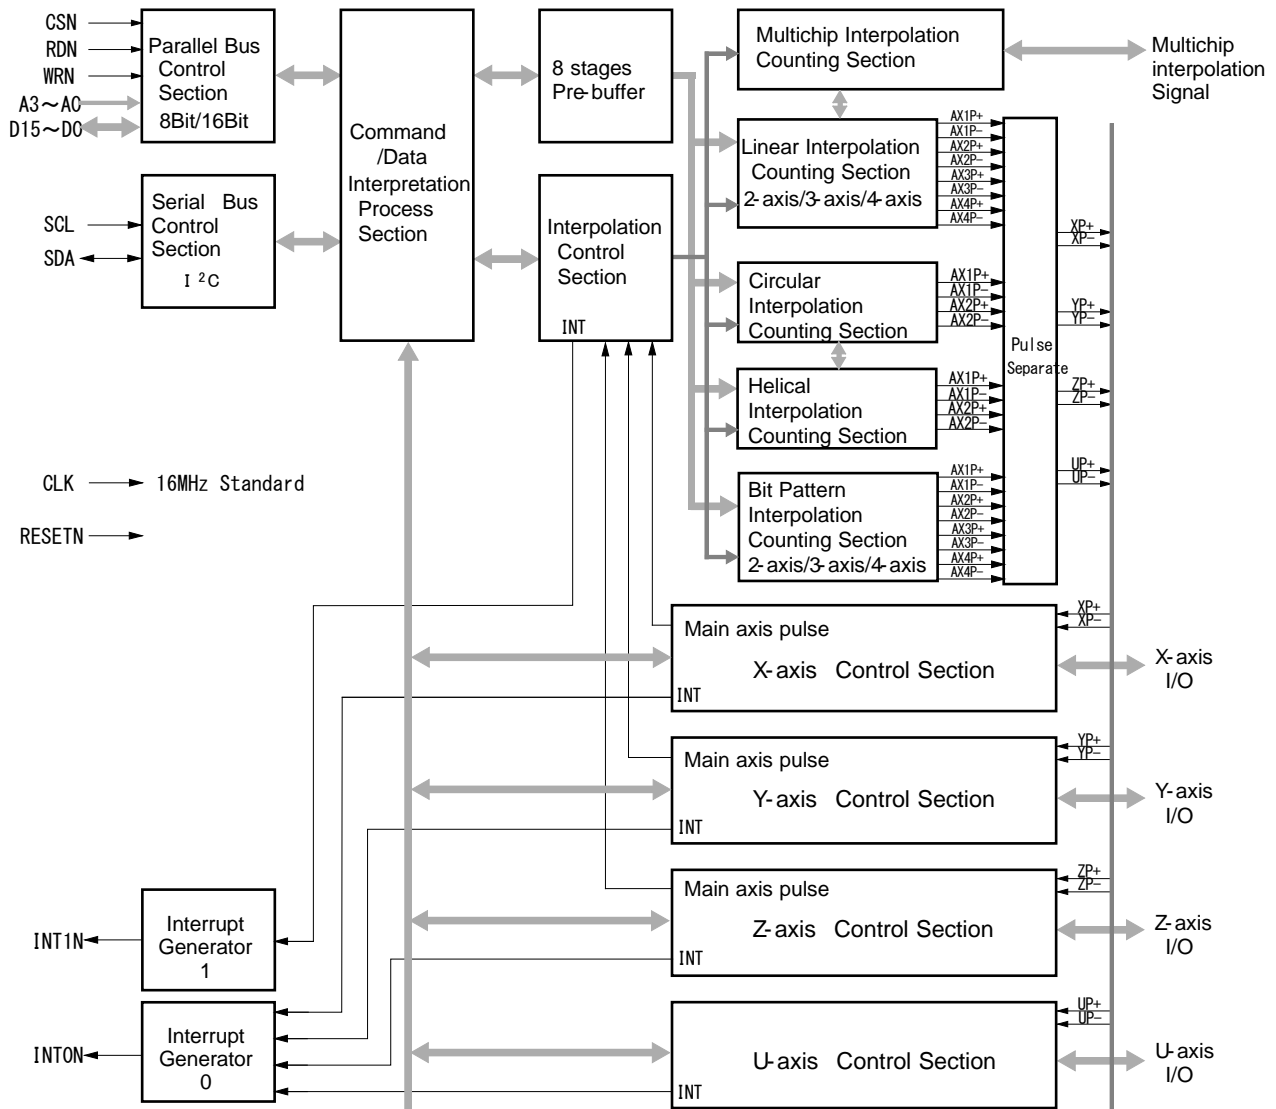 CSN
RDN
WRN
A3～A0
D15～D0
Parallel Bus
Control
Section
8Bit/16Bit
SCL
SDA
Serial Bus
Control
Section
I ²C
Command
/Data
Interpretation
Process
Section
8 stages
Pre-buffer
Interpolation
Control
Section
INT
Multichip Interpolation
Counting Section
Multichip
interpolation
Signal
Linear Interpolation
Counting Section
2-axis/3-axis/4-axis
AX1P+
AX1P-
AX2P+
AX2P-
AX3P+
AX3P-
AX4P+
AX4P-
Circular
Interpolation
Counting Section
AX1P+
AX1P-
AX2P+
AX2P-
Helical
Interpolation
Counting Section
AX1P+
AX1P-
AX2P+
AX2P-
Bit Pattern
Interpolation
Counting Section
2-axis/3-axis/4-axis
AX1P+
AX1P-
AX2P+
AX2P-
AX3P+
AX3P-
AX4P+
AX4P-
Pulse
Separate
XP+
XP-
YP+
YP-
ZP+
ZP-
UP+
UP-
CLK
16MHz Standard
RESETN
Main axis pulse
X-axis Control Section
INT
XP+
XP-
X-axis
I/O
Main axis pulse
Y-axis Control Section
INT
YP+
YP-
Y-axis
I/O
Main axis pulse
Z-axis Control Section
INT
ZP+
ZP-
Z-axis
I/O
U-axis Control Section
INT
UP+
UP-
U-axis
I/O
INT1N
Interrupt
Generator
1
INT0N
Interrupt
Generator
0